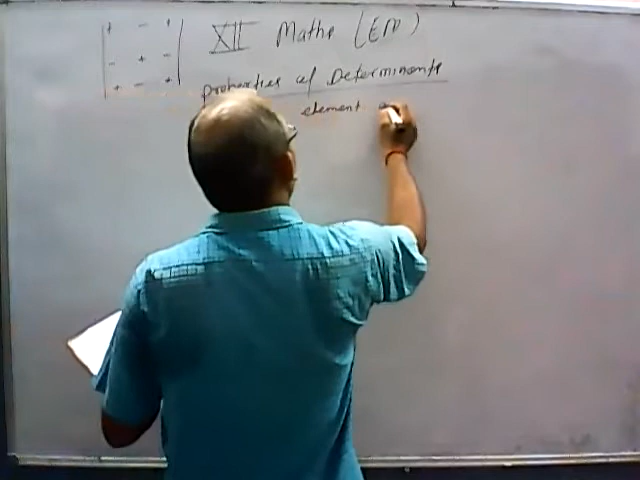 + - +
XII Maths (EM)
- + -
Properties of Determinants
+ - +
element